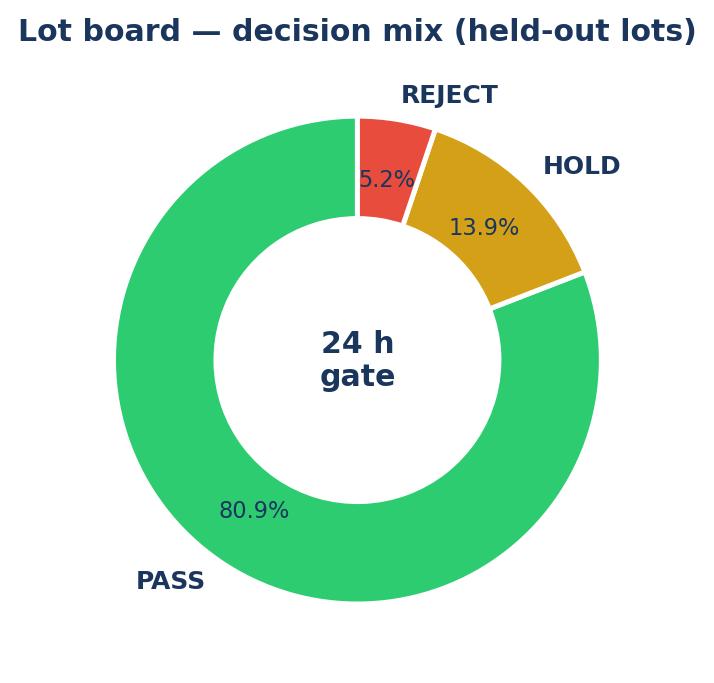 Lot board — decision mix (held-out lots)
REJECT
HOLD
5.2%
13.9%
24 h
gate
80.9%
PASS